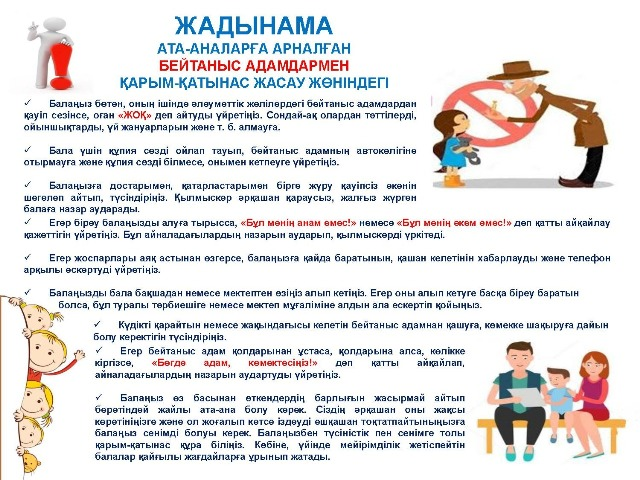 ЖАДЫНАМА
АТА-АНАЛАРҒА АРНАЛҒАН
БЕЙТАНЫС АДАМДАРМЕН
ҚАРЫМ-ҚАТЫНАС ЖАСАУ ЖӨНІНДЕГІ
Балаңыз бөтен, оның ішінде әлеуметтік желілердегі бейтаныс адамдардан
қауіп сезінсе, оған «ЖОҚ» деп айтуды үйретіңіз. Сондай-ақ олардан тәттілерді,
ойыншықтарды, үй жануарларын және т. б. алмауға.
Бала үшін құпия сөзді ойлап тауып, бейтаныс адамның автокөлігіне
отырмауға және құпия сөзді білмесе, онымен кетпеуге үйретіңіз.
Балаңызға достарымен, қатарластарымен бірге жүру қауіпсіз екенін
шегелеп айтып, түсіндіріңіз. Қылмыскер әрқашан қараусыз, жалғыз жүрген
балаға назар аударады.
Егер біреу балаңызды алуға тырысса, «Бұл менің анам емес!» немесе «Бұл менің әкем емес!» деп қатты айқайлау
қажеттігін үйретіңіз. Бұл айналадағылардың назарын аударып, қылмыскерді үркітеді.
Егер жоспарлары аяқ астынан өзгерсе, балаңызға қайда баратынын, қашан келетінін хабарлауды және телефон
арқылы ескертуді үйретіңіз.
Балаңызды бала бақшадан немесе мектептен өзіңіз алып кетіңіз. Егер оны алып кетуге басқа біреу баратын
болса, бұл туралы тәрбиешіге немесе мектеп мұғаліміне алдын ала ескертіп қойыңыз.
Күдікті қарайтын немесе жақындағысы келетін бейтаныс адамнан қашуға, көмекке шақыруға дайын
болу керектігін түсіндіріңіз.
Егер бейтаныс адам қолдарынан ұстаса, қолдарына алса, көлікке
кіргізсе, «Бөгде адам, көмектесіңіз!» деп қатты айқайлап,
айналадағылардың назарын аудартуды үйретіңіз.
Балаңыз өз басынан өткендердің барлығын жасырмай айтып
беретіндей жайлы ата-ана болу керек. Сіздің әрқашан оны жақсы
көретініңізге және ол жоғалып кетсе іздеуді ешқашан тоқтатпайтыныңызға
балаңыз сенімді болуы керек. Балаңызбен түсіністік пен сенімге толы
қарым-қатынас құра біліңіз. Көбіне, үйінде мейірімділік жетіспейтін
балалар қайғылы жағдайларға ұрынып жатады.